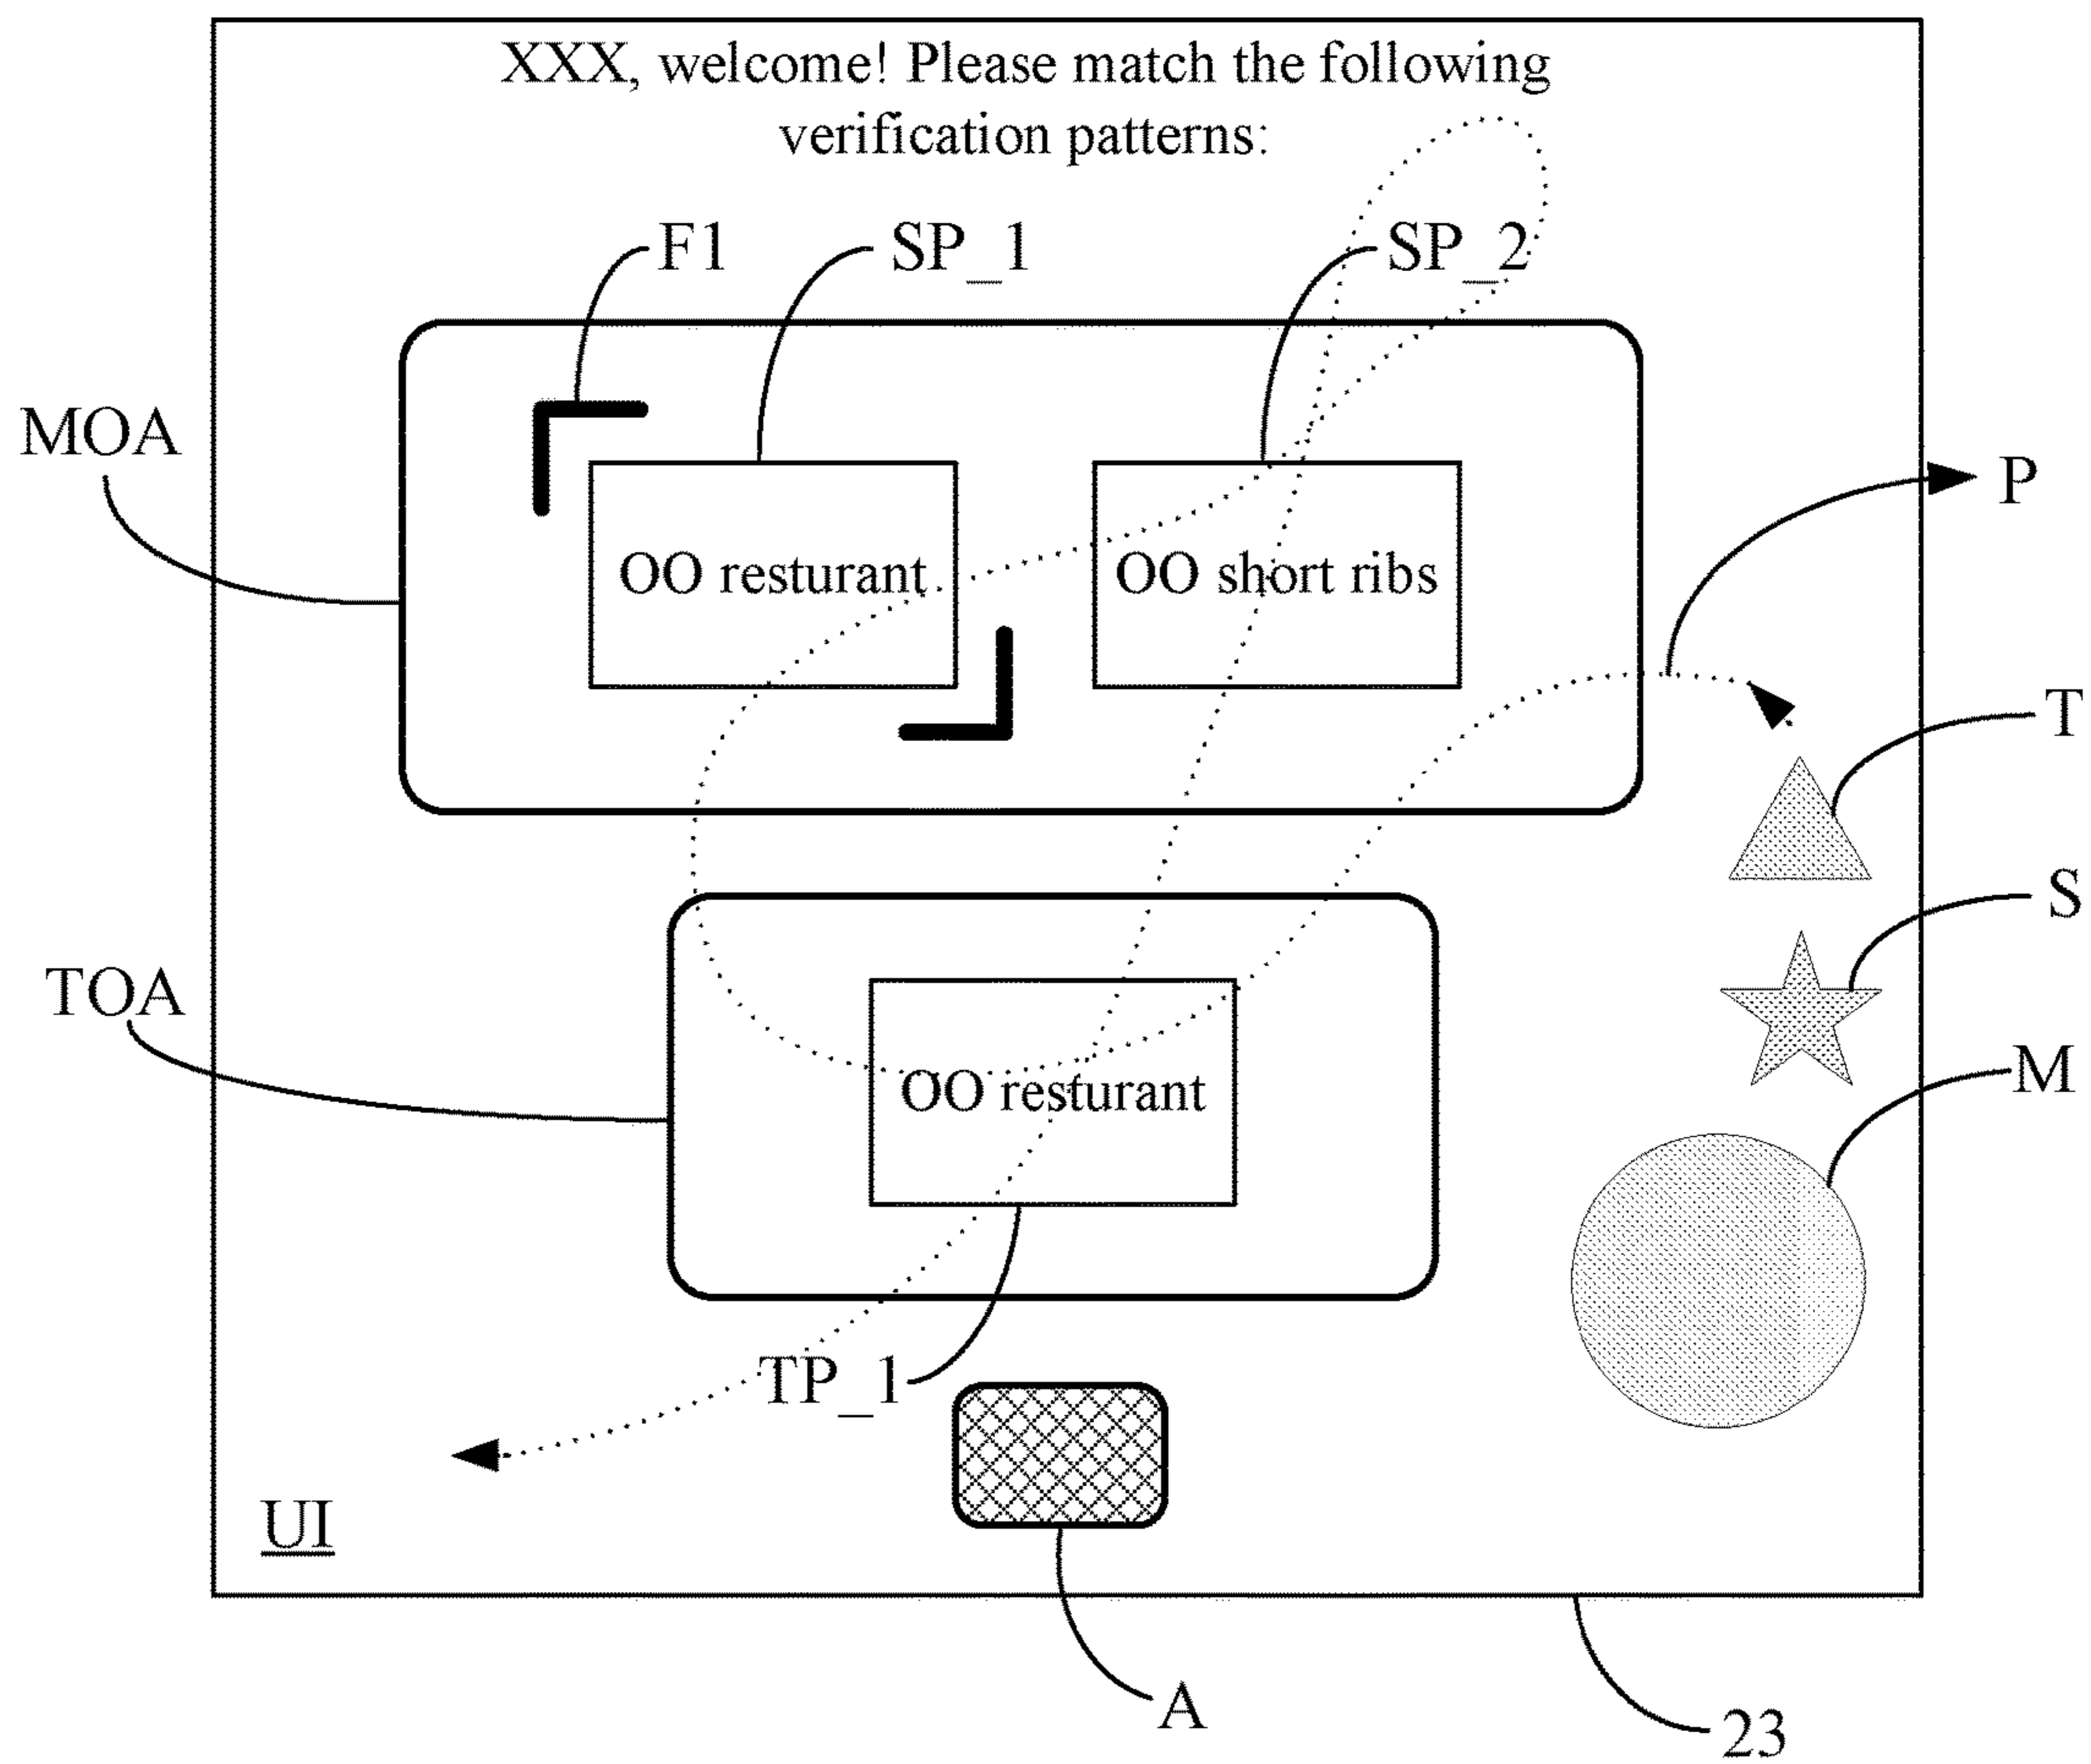 XXX, welcome! Please match the following
verification patterns:
F1
SP_1
SP_2
MOA
P
OO resturant
OO short ribs
T
S
TOA
M
OO resturant
TP_1
UI
A
23